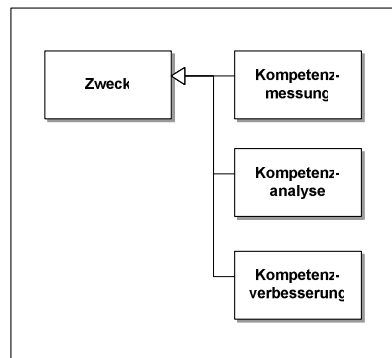 Zweck
Kompetenz-
messung
Kompetenz-
analyse
Kompetenz-
verbesserung